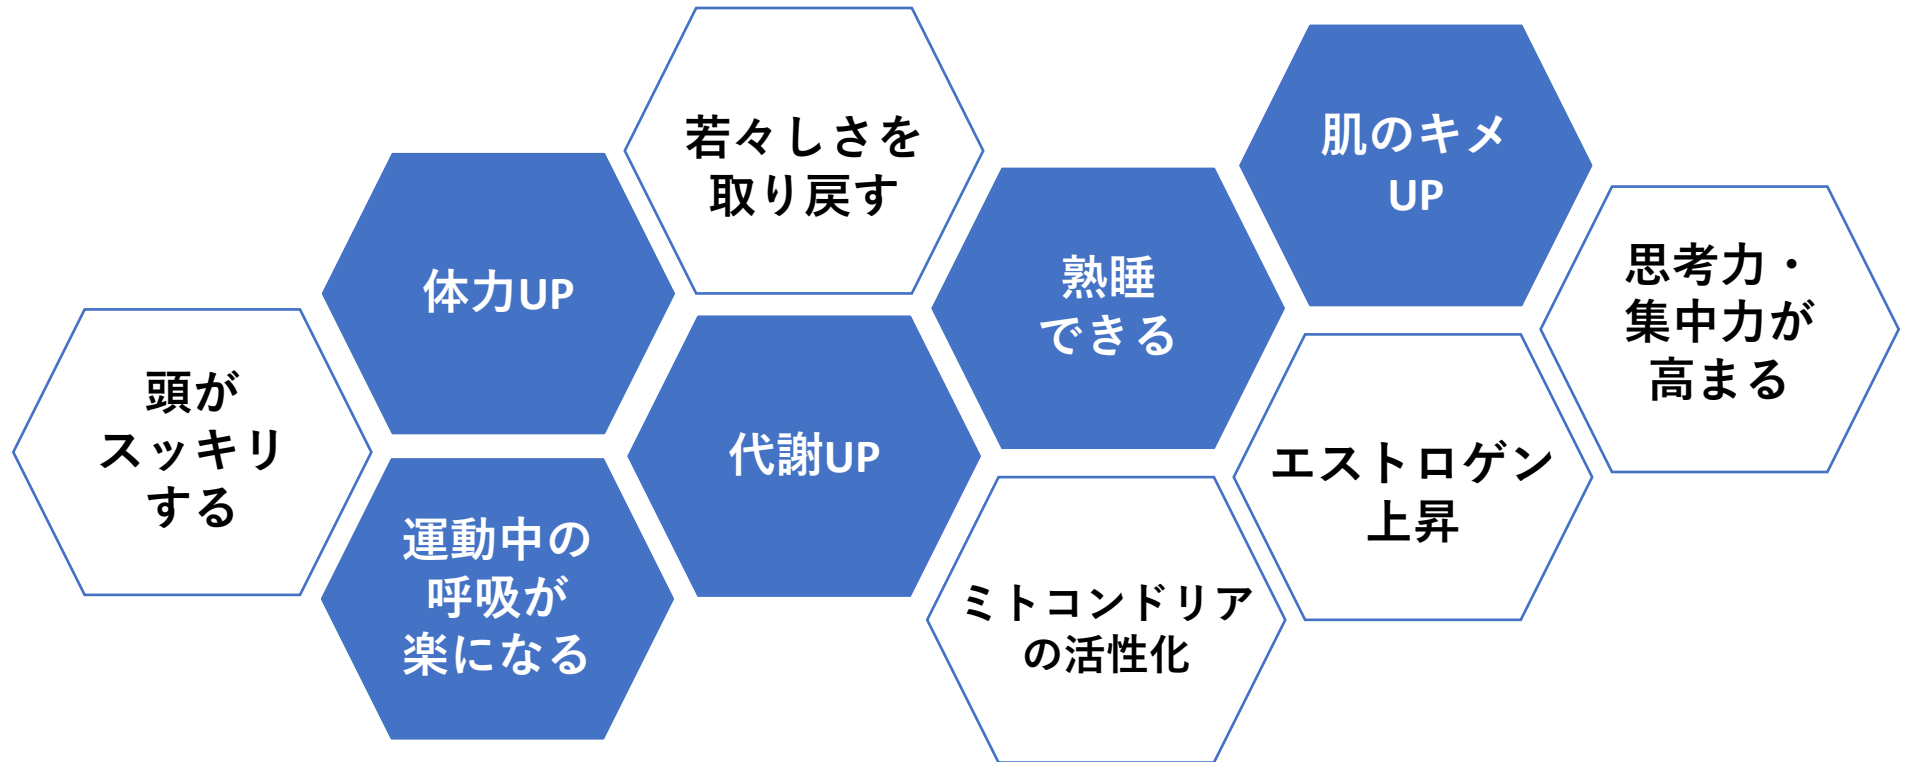 頭が
スッキリ
する
体力UP
運動中の
呼吸が
楽になる
若々しさを
取り戻す
代謝UP
熟睡
できる
ミトコンドリア
の活性化
肌のキメ
UP
エストロゲン
上昇
思考力・
集中力が
高まる